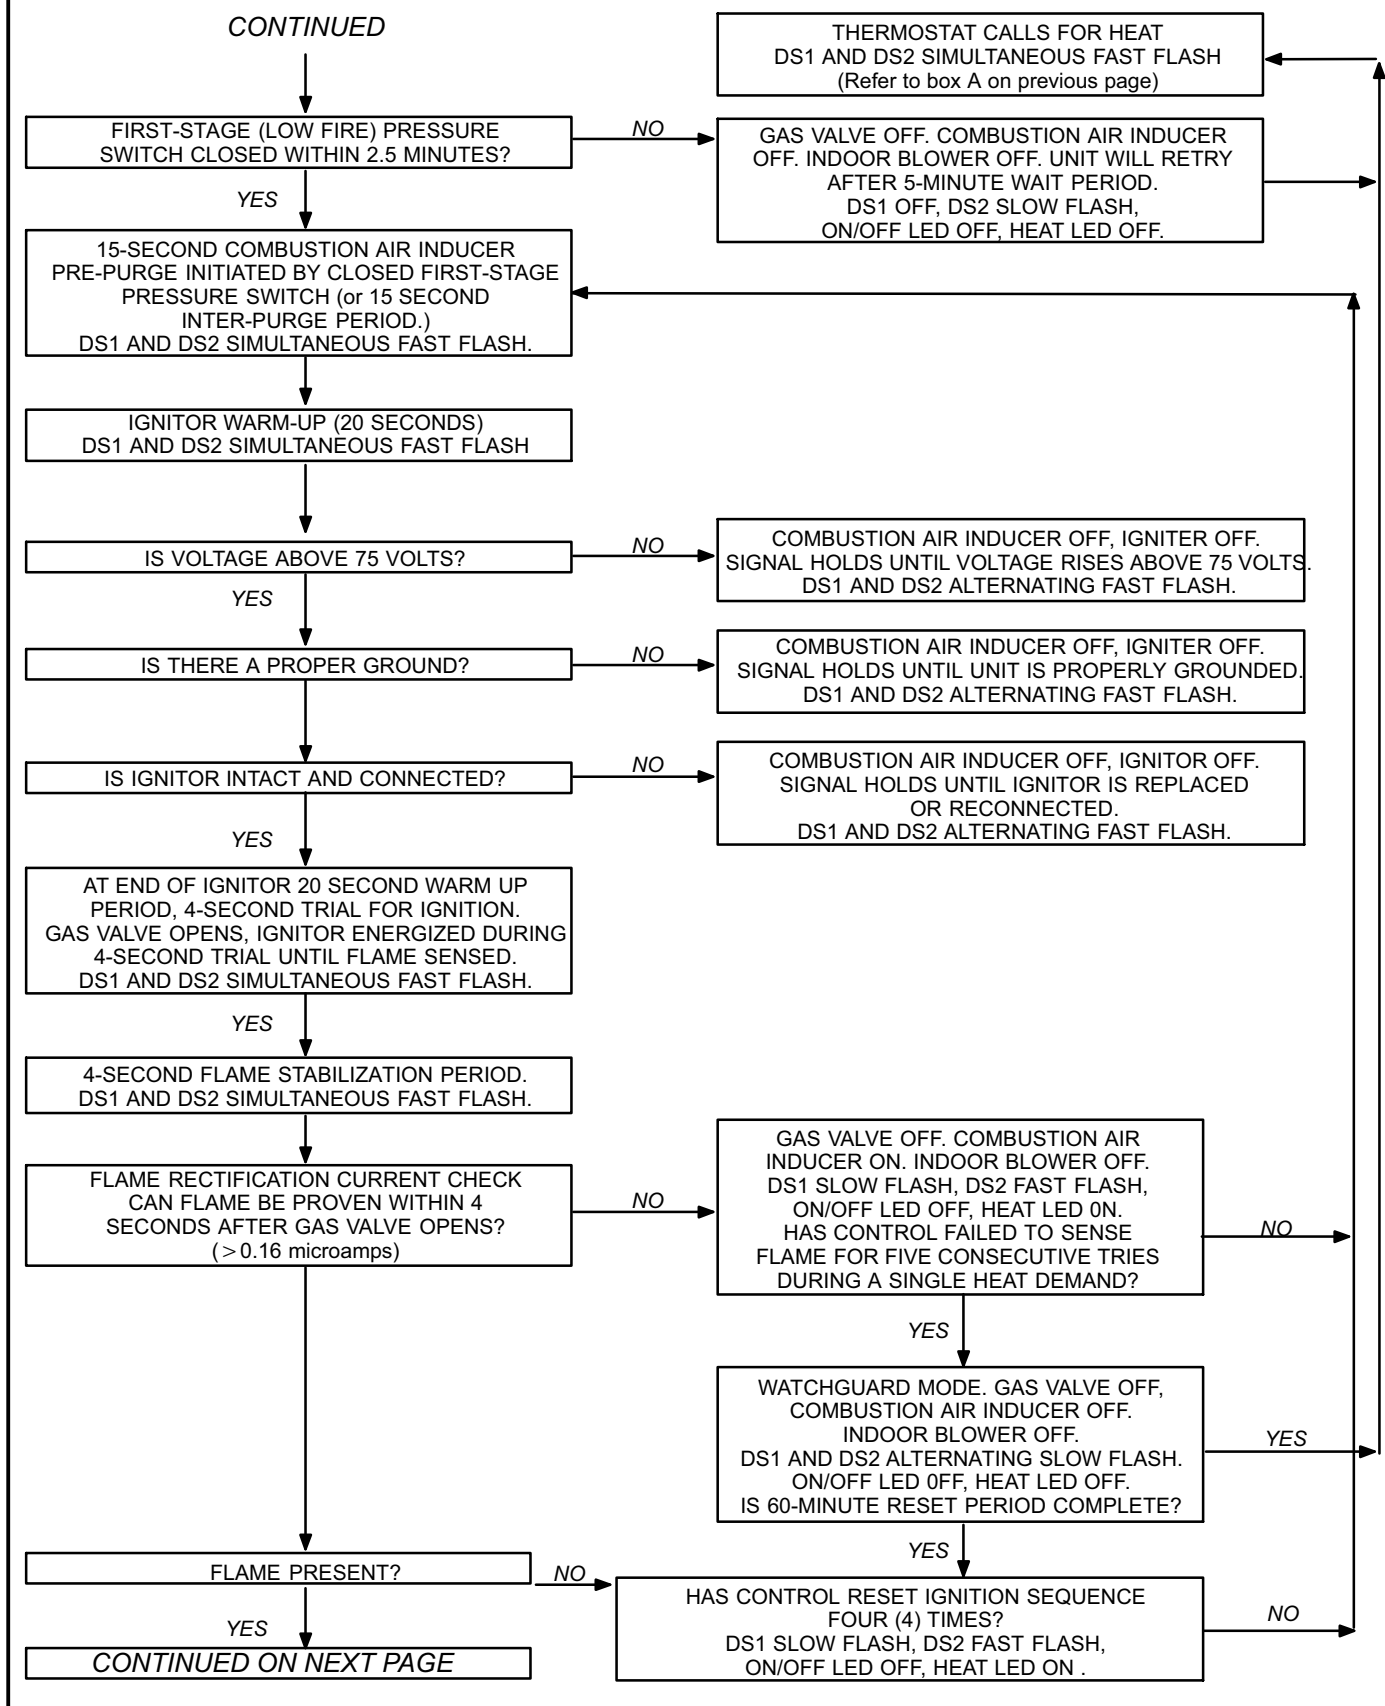 CONTINUED
THERMOSTAT CALLS FOR HEAT
DS1 AND DS2 SIMULTANEOUS FAST FLASH
(Refer to box A on previous page)
FIRST-STAGE (LOW FIRE) PRESSURE
SWITCH CLOSED WITHIN 2.5 MINUTES?
NO
GAS VALVE OFF. COMBUSTION AIR INDUCER
OFF. INDOOR BLOWER OFF. UNIT WILL RETRY
AFTER 5-MINUTE WAIT PERIOD.
DS1 OFF, DS2 SLOW FLASH,
ON/OFF LED OFF, HEAT LED OFF.
YES
15-SECOND COMBUSTION AIR INDUCER
PRE-PURGE INITIATED BY CLOSED FIRST-STAGE
PRESSURE SWITCH (or 15 SECOND
INTER-PURGE PERIOD.)
DS1 AND DS2 SIMULTANEOUS FAST FLASH.
IGNITOR WARM-UP (20 SECONDS)
DS1 AND DS2 SIMULTANEOUS FAST FLASH
IS VOLTAGE ABOVE 75 VOLTS?
NO
COMBUSTION AIR INDUCER OFF, IGNITER OFF.
SIGNAL HOLDS UNTIL VOLTAGE RISES ABOVE 75 VOLTS.
DS1 AND DS2 ALTERNATING FAST FLASH.
YES
IS THERE A PROPER GROUND?
NO
COMBUSTION AIR INDUCER OFF, IGNITER OFF.
SIGNAL HOLDS UNTIL UNIT IS PROPERLY GROUNDED.
DS1 AND DS2 ALTERNATING FAST FLASH.
IS IGNITOR INTACT AND CONNECTED?
NO
COMBUSTION AIR INDUCER OFF, IGNITOR OFF.
SIGNAL HOLDS UNTIL IGNITOR IS REPLACED
OR RECONNECTED.
DS1 AND DS2 ALTERNATING FAST FLASH.
YES
AT END OF IGNITOR 20 SECOND WARM UP
PERIOD, 4-SECOND TRIAL FOR IGNITION.
GAS VALVE OPENS, IGNITOR ENERGIZED DURING
4-SECOND TRIAL UNTIL FLAME SENSED.
DS1 AND DS2 SIMULTANEOUS FAST FLASH.
YES
4-SECOND FLAME STABILIZATION PERIOD.
DS1 AND DS2 SIMULTANEOUS FAST FLASH.
FLAME RECTIFICATION CURRENT CHECK
CAN FLAME BE PROVEN WITHIN 4
SECONDS AFTER GAS VALVE OPENS?
(>0.16 microamps)
NO
GAS VALVE OFF. COMBUSTION AIR
INDUCER ON. INDOOR BLOWER OFF.
DS1 SLOW FLASH, DS2 FAST FLASH,
ON/OFF LED OFF, HEAT LED 0N.
HAS CONTROL FAILED TO SENSE
FLAME FOR FIVE CONSECUTIVE TRIES
DURING A SINGLE HEAT DEMAND?
NO
YES
WATCHGUARD MODE. GAS VALVE OFF,
COMBUSTION AIR INDUCER OFF.
INDOOR BLOWER OFF.
DS1 AND DS2 ALTERNATING SLOW FLASH.
ON/OFF LED 0FF, HEAT LED OFF.
IS 60-MINUTE RESET PERIOD COMPLETE?
YES
YES
FLAME PRESENT?
NO
HAS CONTROL RESET IGNITION SEQUENCE
FOUR (4) TIMES?
DS1 SLOW FLASH, DS2 FAST FLASH,
ON/OFF LED OFF, HEAT LED ON .
NO
YES
CONTINUED ON NEXT PAGE